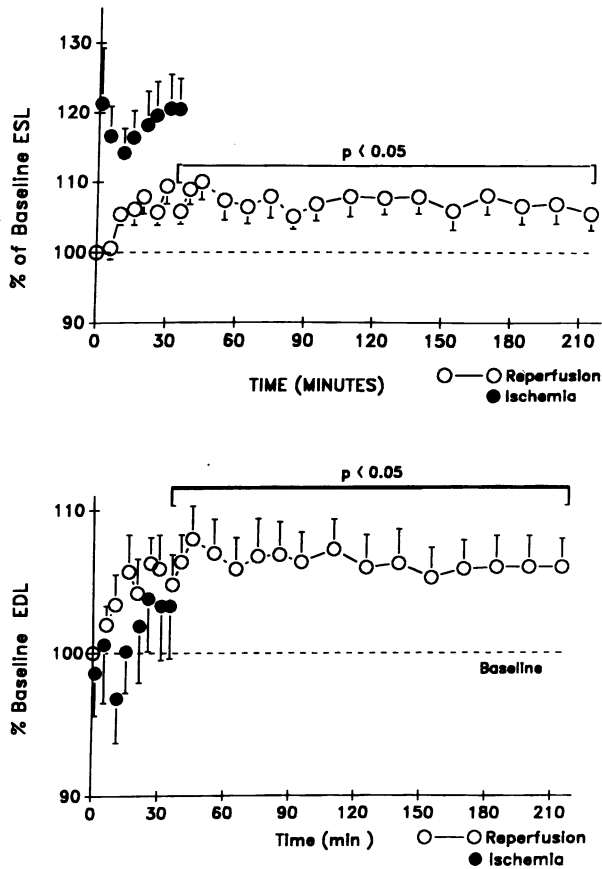 130
120
110
100
90
% of Baseline ESL
p < 0.05
0 30 60 90 120 150 180 210
TIME (MINUTES)
Reperfusion
Ischemia
p < 0.05
110
100
90
% Baseline EDL
Baseline
0 30 60 90 120 150 180 210
Time (min )
Reperfusion
Ischemia